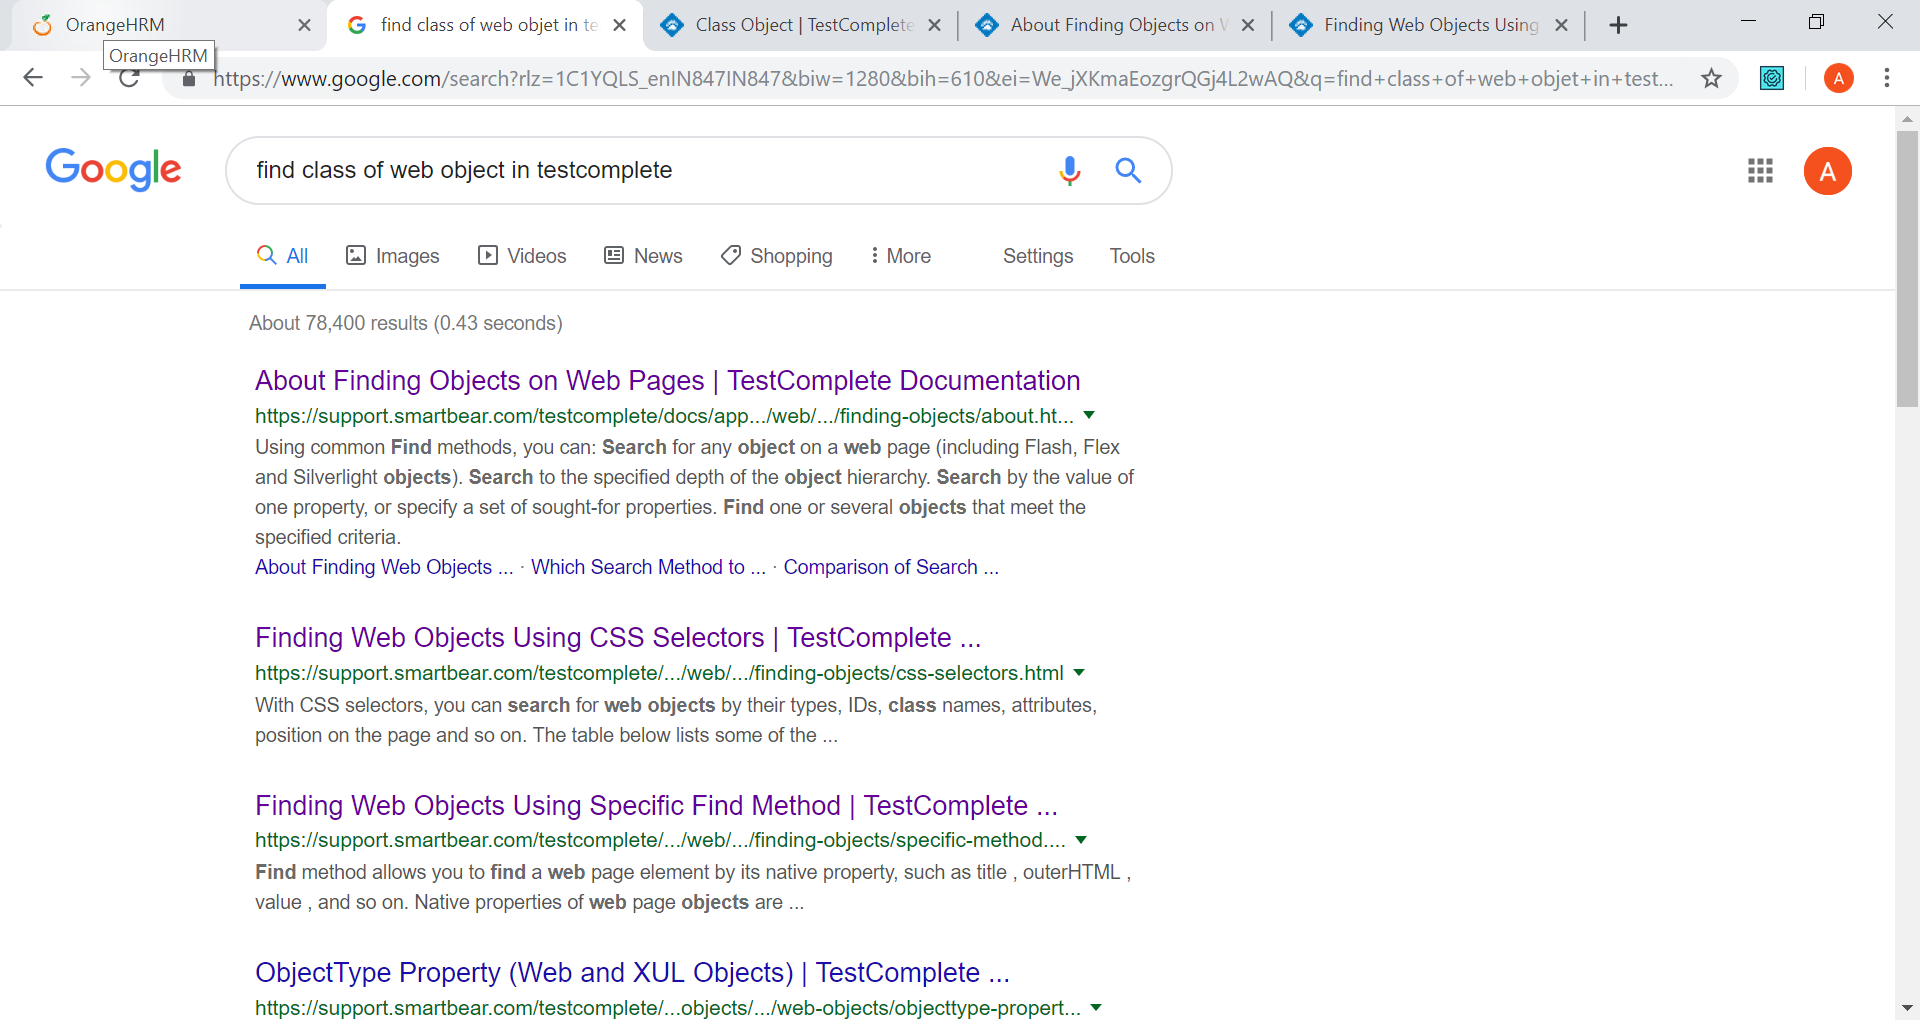 OrangeHRM
find class of web objet in te
Class Object | TestComplete
About Finding Objects on W
Finding Web Objects Using
OrangeHRM
https://www.google.com/search?rlz=1C1YQLS_enIN847IN847&biw=1280&bih=610&ei=We_jXKmaEozgrQGj4L2wAQ&q=find+class+of+web+objet+in+test...
A
Google
find class of web object in testcomplete
A
All
Images
Videos
News
Shopping
More
Settings
Tools
About 78,400 results (0.43 seconds)
About Finding Objects on Web Pages | TestComplete Documentation
https://support.smartbear.com/testcomplete/docs/app.../web/.../finding-objects/about.ht...
Using common Find methods, you can: Search for any object on a web page (including Flash, Flex
and Silverlight objects). Search to the specified depth of the object hierarchy. Search by the value of
one property, or specify a set of sought-for properties. Find one or several objects that meet the
specified criteria.
About Finding Web Objects ... · Which Search Method to ... · Comparison of Search ...
Finding Web Objects Using CSS Selectors | TestComplete ...
https://support.smartbear.com/testcomplete/.../web/.../finding-objects/css-selectors.html
With CSS selectors, you can search for web objects by their types, IDs, class names, attributes,
position on the page and so on. The table below lists some of the ...
Finding Web Objects Using Specific Find Method | TestComplete ...
https://support.smartbear.com/testcomplete/.../web/.../finding-objects/specific-method....
Find method allows you to find a web page element by its native property, such as title , outerHTML ,
value , and so on. Native properties of web page objects are ...
ObjectType Property (Web and XUL Objects) | TestComplete ...
https://support.smartbear.com/testcomplete/...objects/.../web-objects/objecttype-propert...